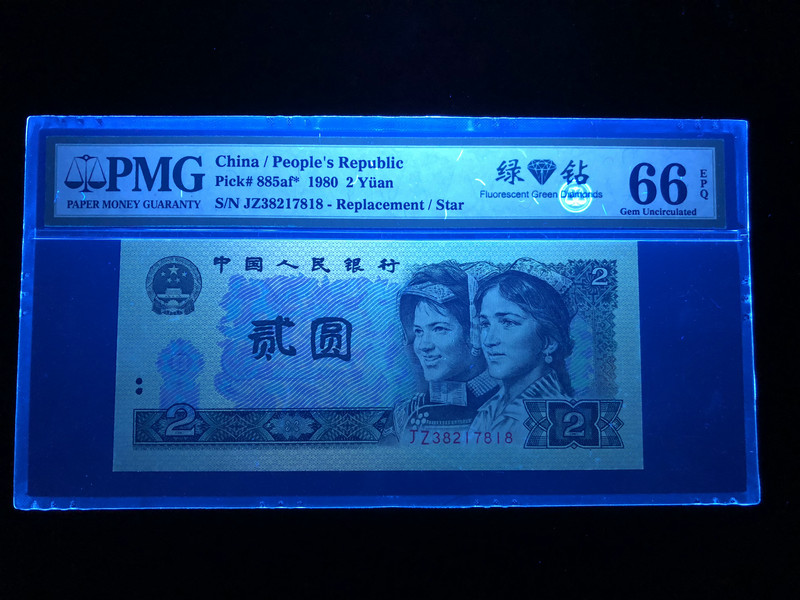 PMG
PAPER MONEY GUARANTY
China / People's Republic
Pick# 885af* 1980 2 Yüan
S/N JZ38217818 - Replacement / Star
绿 钻
Fluorescent Green Diamonds
66 EPQ
Gem Uncirculated
中国人民银行
2
贰圆
2
JZ38217818
2